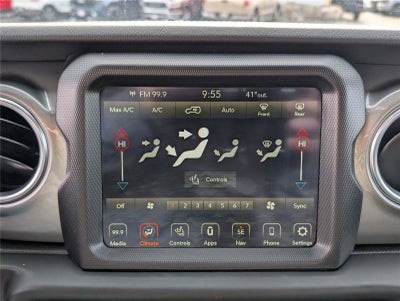 FM 99.9 9:55 41°out.
Max A/C A/C Auto Front Rear
HI HI
Controls
Off 1 2 3 4 5 6 7 Sync
99.9 SE
Media Climate Controls Apps Nav Phone Settings